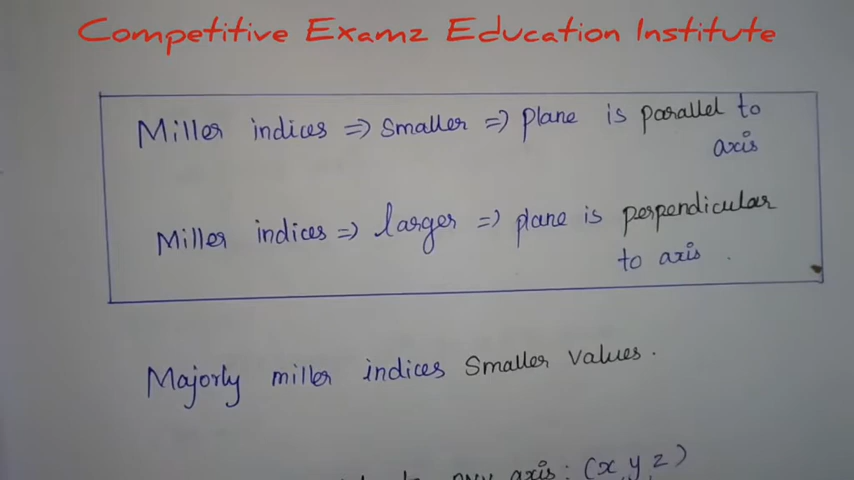 Competitive Examz Education Institute
Miller indices => smaller => plane is parallel to
axis
Miller indices => larger => plane is perpendicular
to axis .
Majorly miller indices Smaller values .
any axis : (x y z)